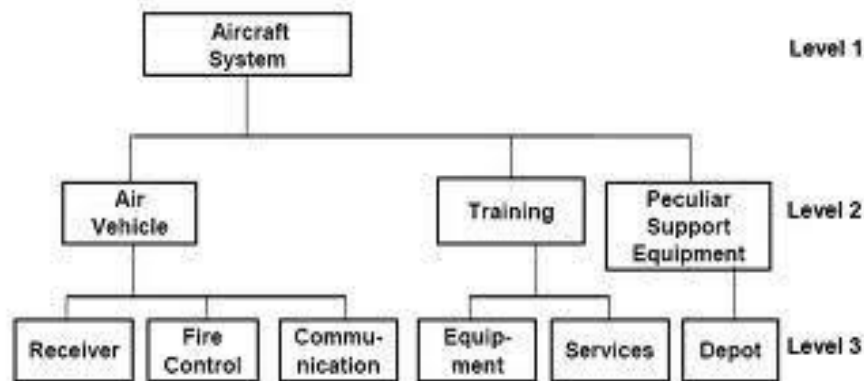 Aircraft
System
Level 1
Air
Vehicle
Training
Peculiar
Support
Equipment
Level 2
Receiver
Fire
Control
Commu-
nication
Equip-
ment
Services
Depot
Level 3